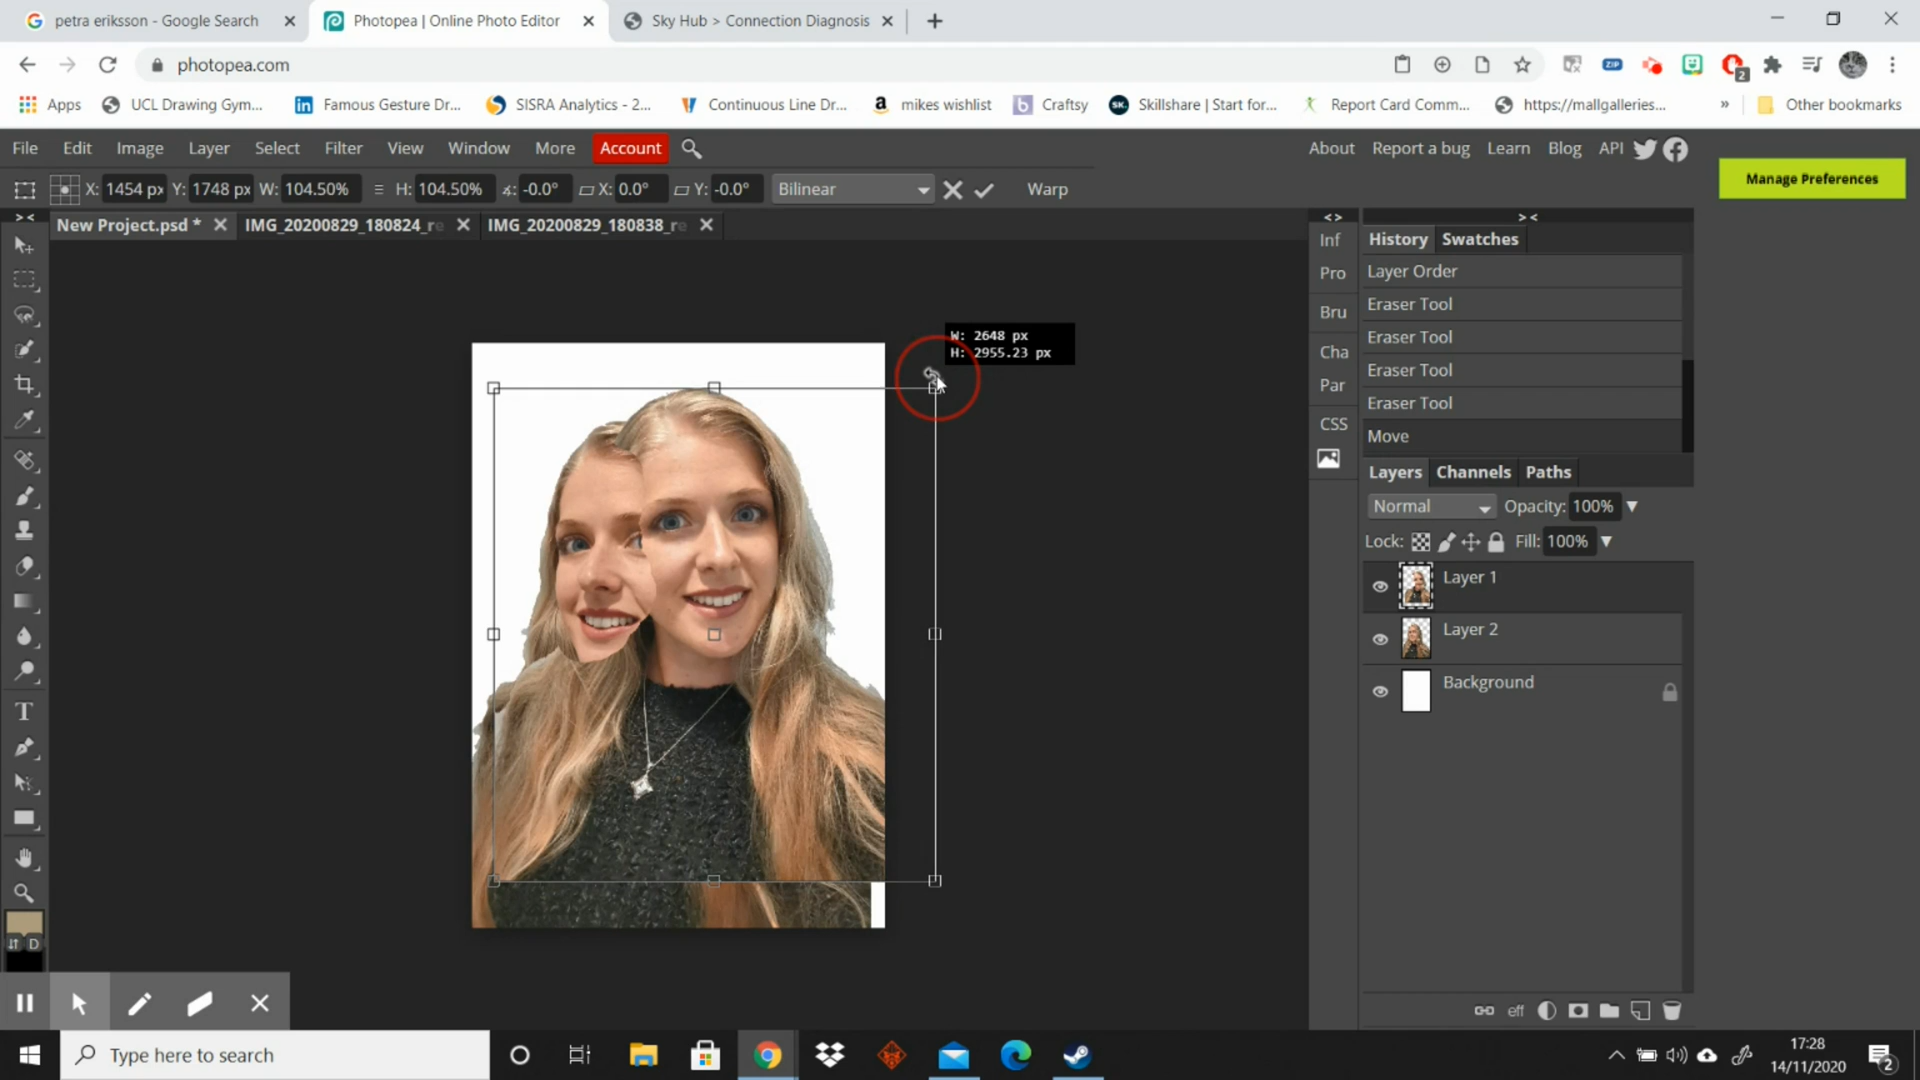 petra eriksson - Google Search
Photopea | Online Photo Editor
Sky Hub > Connection Diagnosis
photopea.com
Apps
UCL Drawing Gym...
Famous Gesture Dr...
SISRA Analytics - 2...
Continuous Line Dr...
mikes wishlist
Craftsy
Skillshare | Start for...
Report Card Comm...
https://mallgalleries...
Other bookmarks
File Edit Image Layer Select Filter View Window More Account
About Report a bug Learn Blog API
Manage Preferences
X: 1454 px Y: 1748 px W: 104.50% H: 104.50% -0.0° X: 0.0° Y: -0.0° Bilinear Warp
New Project.psd *
IMG_20200829_180824_re
IMG_20200829_180838_re
Inf
Pro
Bru
Cha
Par
CSS
History Swatches
Layer Order
Eraser Tool
Eraser Tool
Eraser Tool
Eraser Tool
Move
W: 2648 px
H: 2955.23 px
Layers Channels Paths
Normal Opacity: 100%
Lock: Fill: 100%
Layer 1
Layer 2
Background
eff
D
Type here to search
17:28
14/11/2020
2